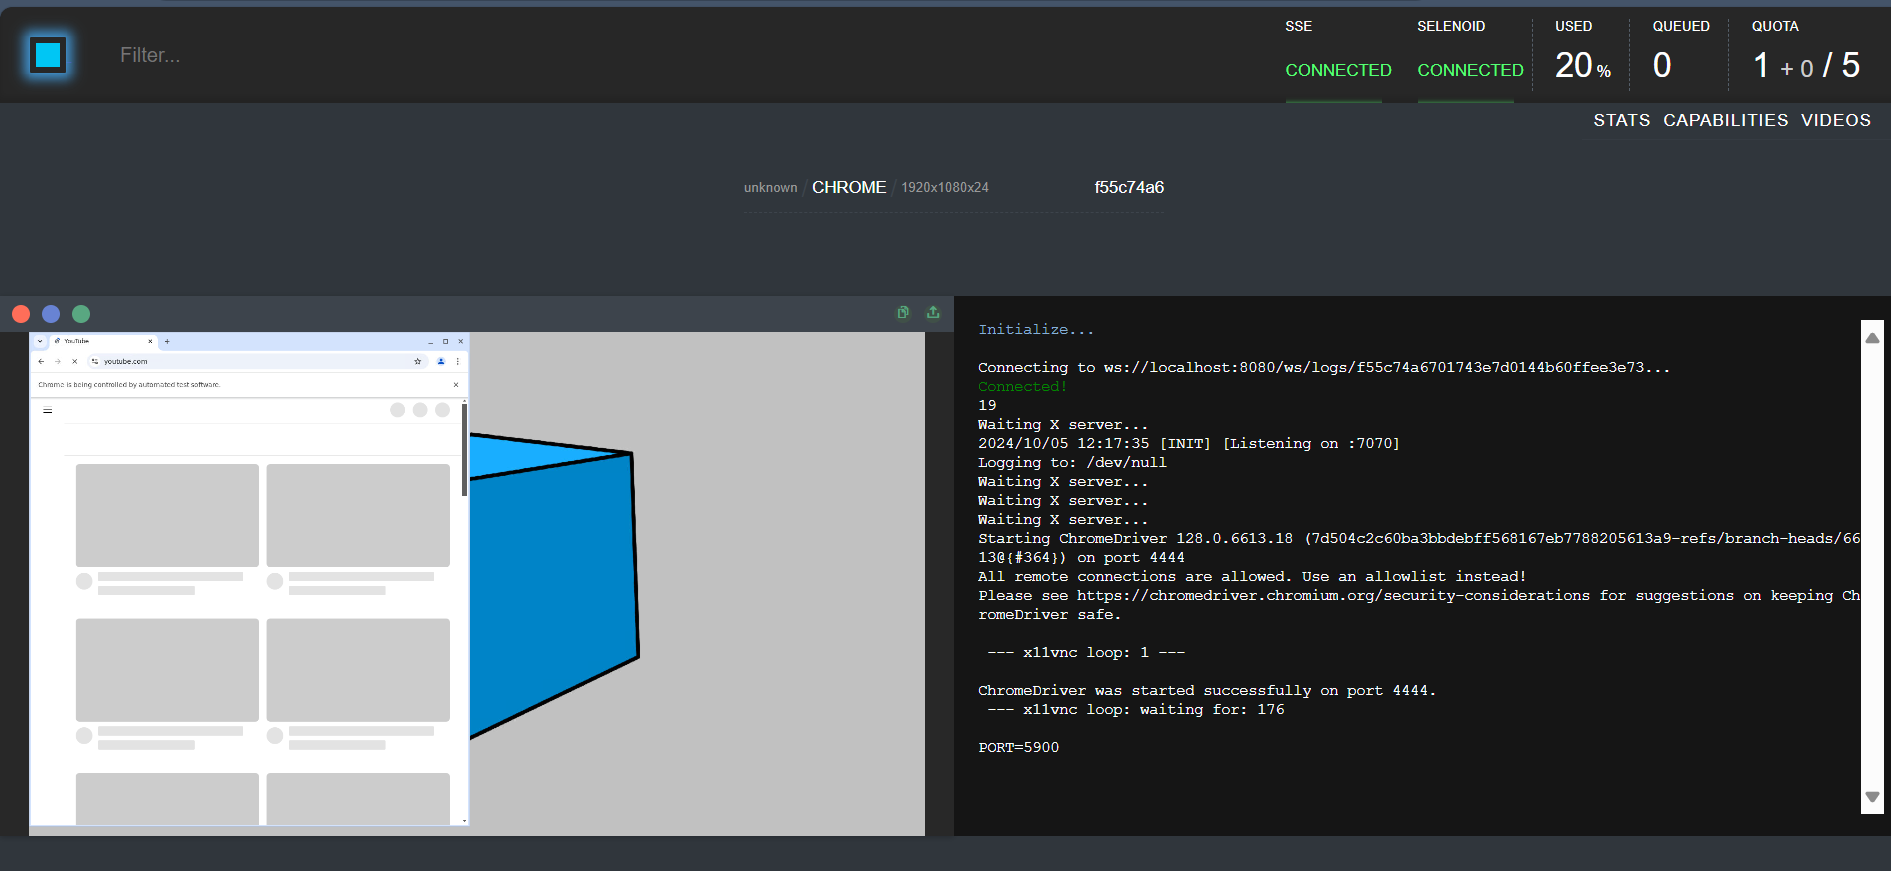 Filter...
SSE
CONNECTED
SELENOID
CONNECTED
USED
20 %
QUEUED
0
QUOTA
1 + 0 / 5
STATS CAPABILITIES VIDEOS
unknown / CHROME / 1920x1080x24 f55c74a6
YouTube
youtube.com
Chrome is being controlled by automated test software.
Initialize...
Connecting to ws://localhost:8080/ws/logs/f55c74a6701743e7d0144b60ffee3e73...
Connected!
19
Waiting X server...
2024/10/05 12:17:35 [INIT] [Listening on :7070]
Logging to: /dev/null
Waiting X server...
Waiting X server...
Waiting X server...
Starting ChromeDriver 128.0.6613.18 (7d504c2c60ba3bbdebff568167eb7788205613a9-refs/branch-heads/66
13@{#364}) on port 4444
All remote connections are allowed. Use an allowlist instead!
Please see https://chromedriver.chromium.org/security-considerations for suggestions on keeping Ch
romeDriver safe.
--- x11vnc loop: 1 ---
ChromeDriver was started successfully on port 4444.
--- x11vnc loop: waiting for: 176
PORT=5900